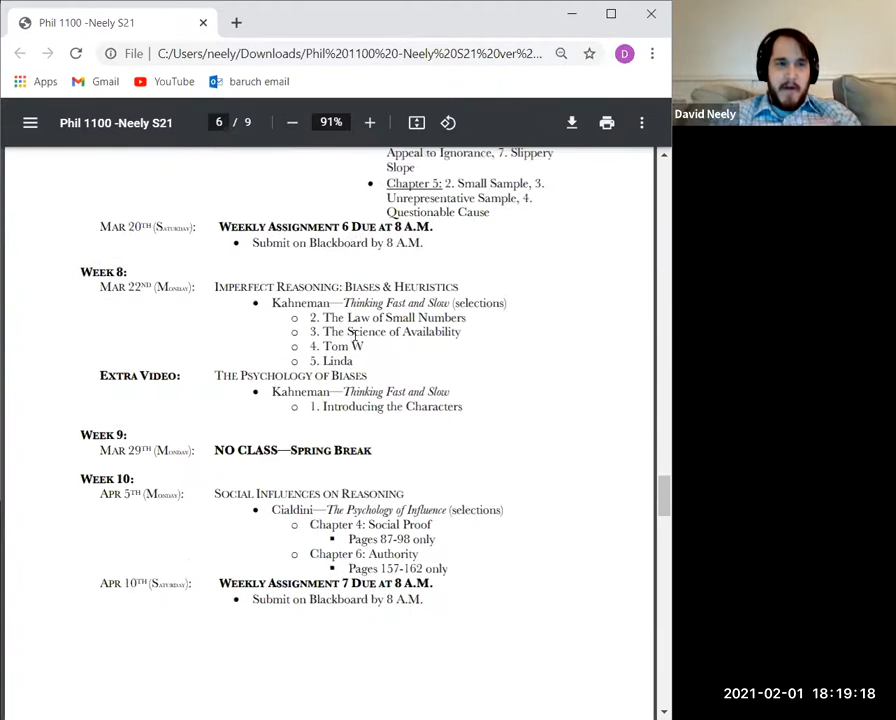 Phil 1100 -Neely S21
File
C:/Users/neely/Downloads/Phil%201100%20-Neely%20S21%20ver%2...
D
Apps
Gmail
YouTube
baruch email
Phil 1100 -Neely S21
6 / 9
91%
David Neely
Appeal to Ignorance, 7. Slippery
Slope
Chapter 5: 2. Small Sample, 3.
Unrepresentative Sample, 4.
Questionable Cause
MAR 20TH (SATURDAY): WEEKLY ASSIGNMENT 6 DUE AT 8 A.M.
Submit on Blackboard by 8 A.M.
WEEK 8:
MAR 22ND (MONDAY): IMPERFECT REASONING: BIASES & HEURISTICS
Kahneman—Thinking Fast and Slow (selections)
2. The Law of Small Numbers
3. The Science of Availability
4. Tom W
5. Linda
EXTRA VIDEO: THE PSYCHOLOGY OF BIASES
Kahneman—Thinking Fast and Slow
1. Introducing the Characters
WEEK 9:
MAR 29TH (MONDAY): NO CLASS—SPRING BREAK
WEEK 10:
APR 5TH (MONDAY): SOCIAL INFLUENCES ON REASONING
Cialdini—The Psychology of Influence (selections)
Chapter 4: Social Proof
Pages 87-98 only
Chapter 6: Authority
Pages 157-162 only
APR 10TH (SATURDAY): WEEKLY ASSIGNMENT 7 DUE AT 8 A.M.
Submit on Blackboard by 8 A.M.
2021-02-01 18:19:18